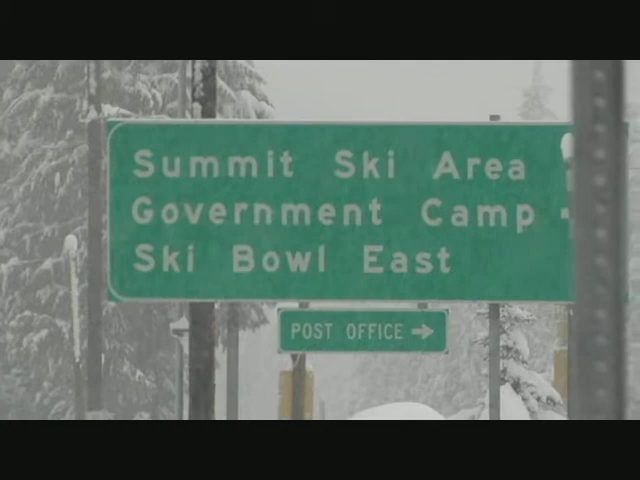 Summit Ski Area
Government Camp
Ski Bowl East
POST OFFICE